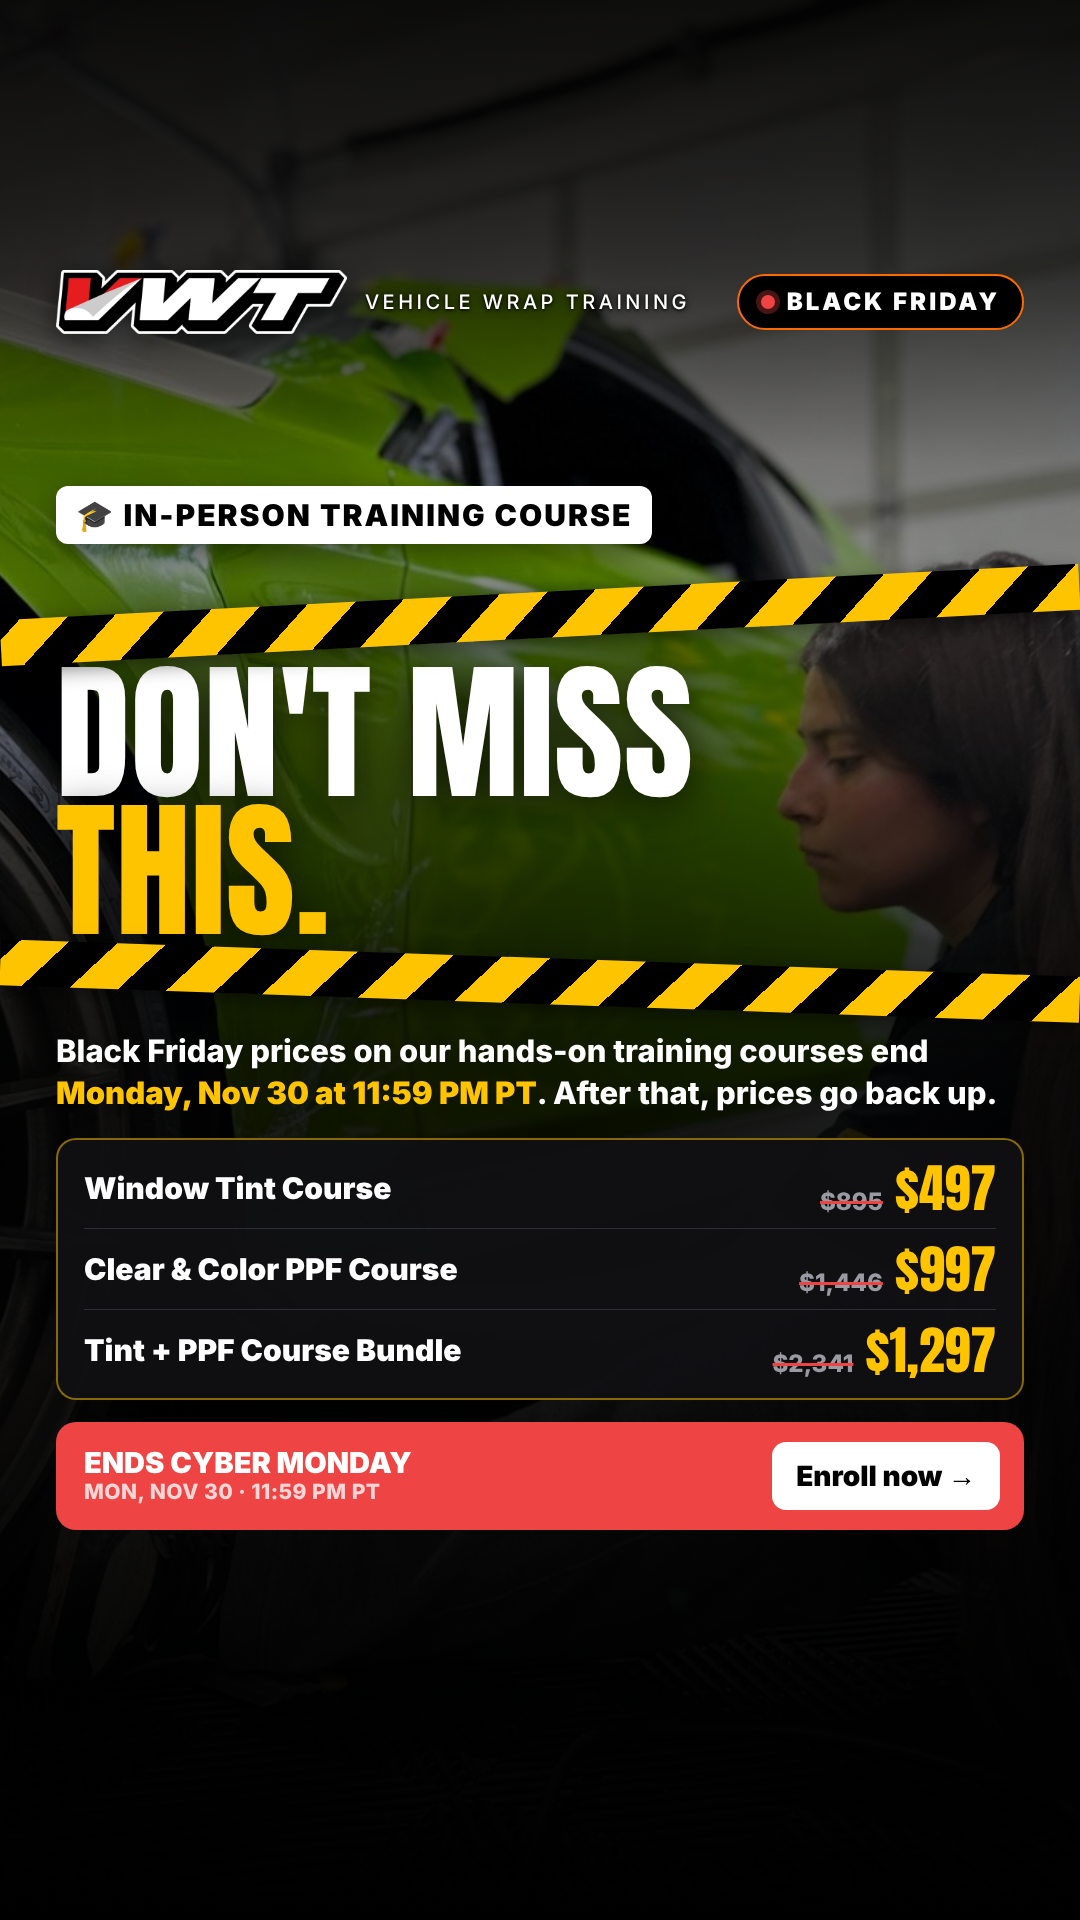 VWT VEHICLE WRAP TRAINING
BLACK FRIDAY
🎓 IN-PERSON TRAINING COURSE
DON'T MISS
THIS.
Black Friday prices on our hands-on training courses end
Monday, Nov 30 at 11:59 PM PT. After that, prices go back up.
Window Tint Course $895 $497
Clear & Color PPF Course $1,446 $997
Tint + PPF Course Bundle $2,341 $1,297
ENDS CYBER MONDAY
MON, NOV 30 · 11:59 PM PT
Enroll now →